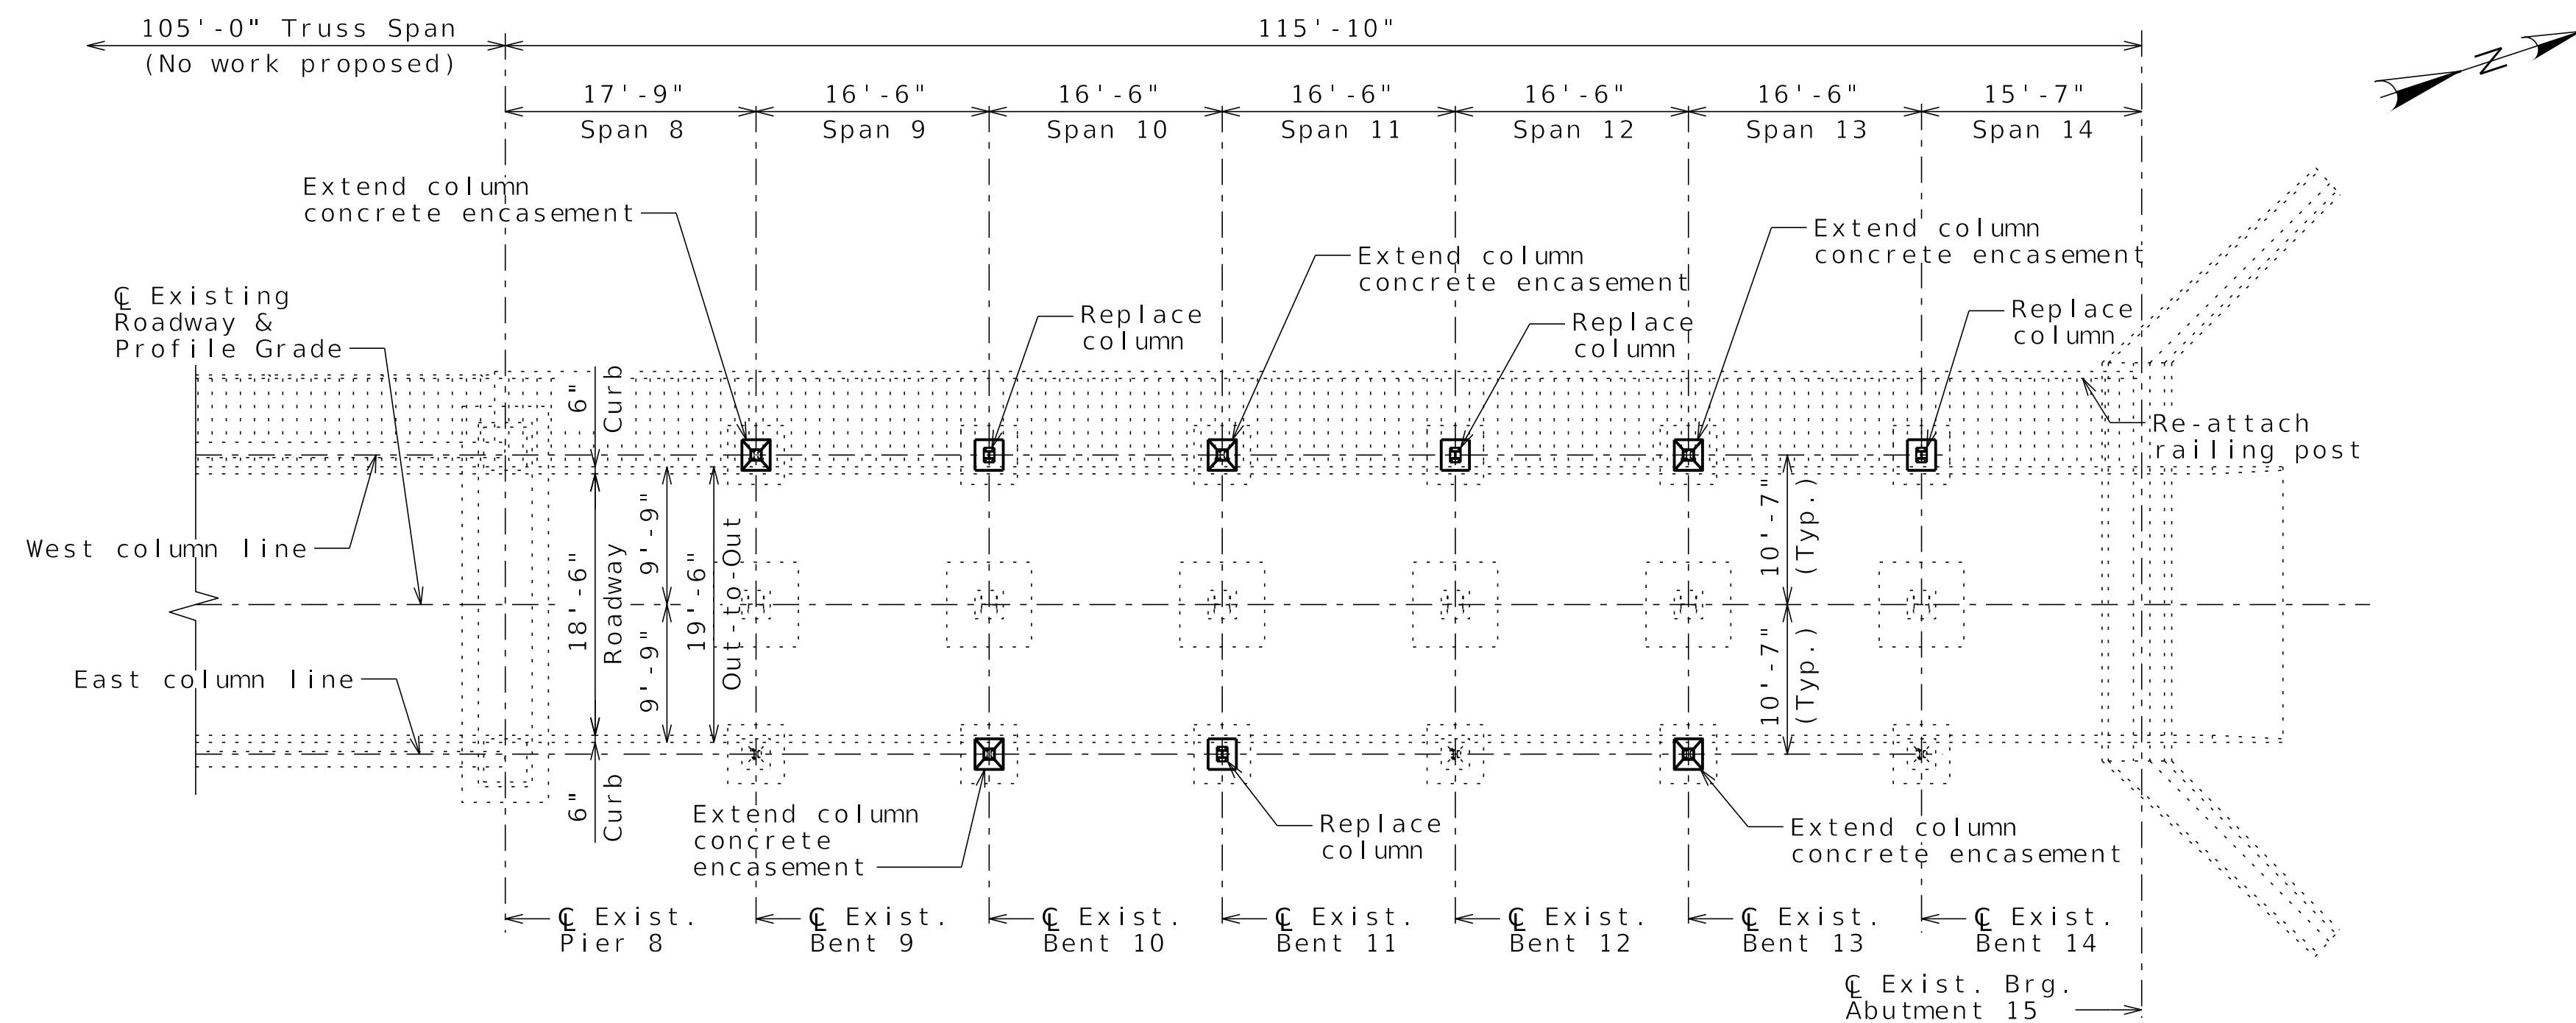 105'-0" Truss Span
(No work proposed)
115'-10"
N
17'-9"
Span 8
16'-6"
Span 9
16'-6"
Span 10
16'-6"
Span 11
16'-6"
Span 12
16'-6"
Span 13
15'-7"
Span 14
Extend column
concrete encasement
Extend column
concrete encasement
Extend column
concrete encasement
℄ Existing
Roadway &
Profile Grade
Replace
column
Replace
column
Replace
column
6"
Curb
Re-attach
railing post
West column line
18'-6"
Roadway
9'-9"
9'-9"
19'-6"
Out-to-Out
10'-7"
(Typ.)
10'-7"
(Typ.)
East column line
6"
Curb
Extend column
concrete
encasement
Replace
column
Extend column
concrete encasement
℄ Exist.
Pier 8
℄ Exist.
Bent 9
℄ Exist.
Bent 10
℄ Exist.
Bent 11
℄ Exist.
Bent 12
℄ Exist.
Bent 13
℄ Exist.
Bent 14
℄ Exist. Brg.
Abutment 15